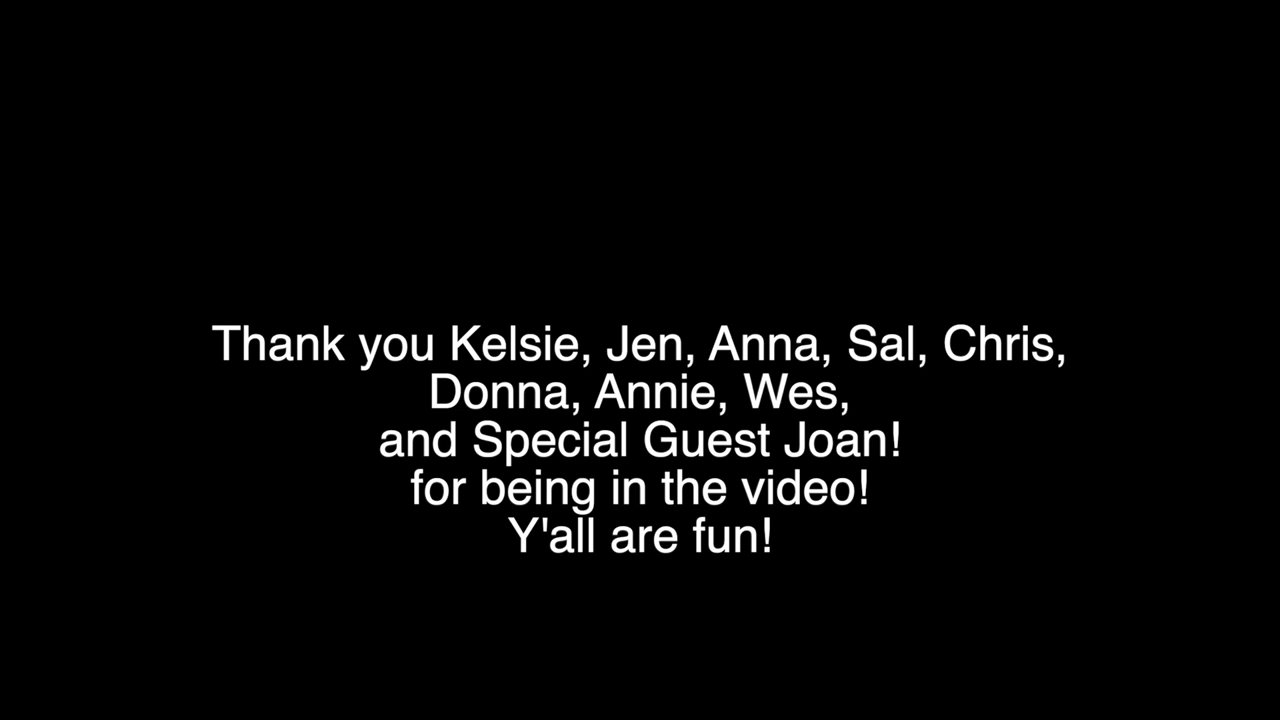 Thank you Kelsie, Jen, Anna, Sal, Chris,
Donna, Annie, Wes,
and Special Guest Joan!
for being in the video!
Y'all are fun!